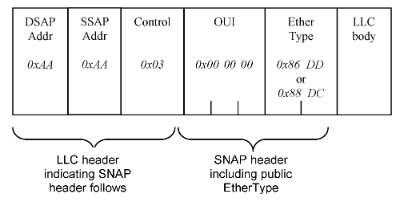 DSAP Addr
SSAP Addr
Control
OUI
Ether Type
LLC body
0xAA
0xAA
0x03
0x00 00 00
0x86 DD
or
0x88 DC
LLC header
indicating SNAP
header follows
SNAP header
including public
EtherType